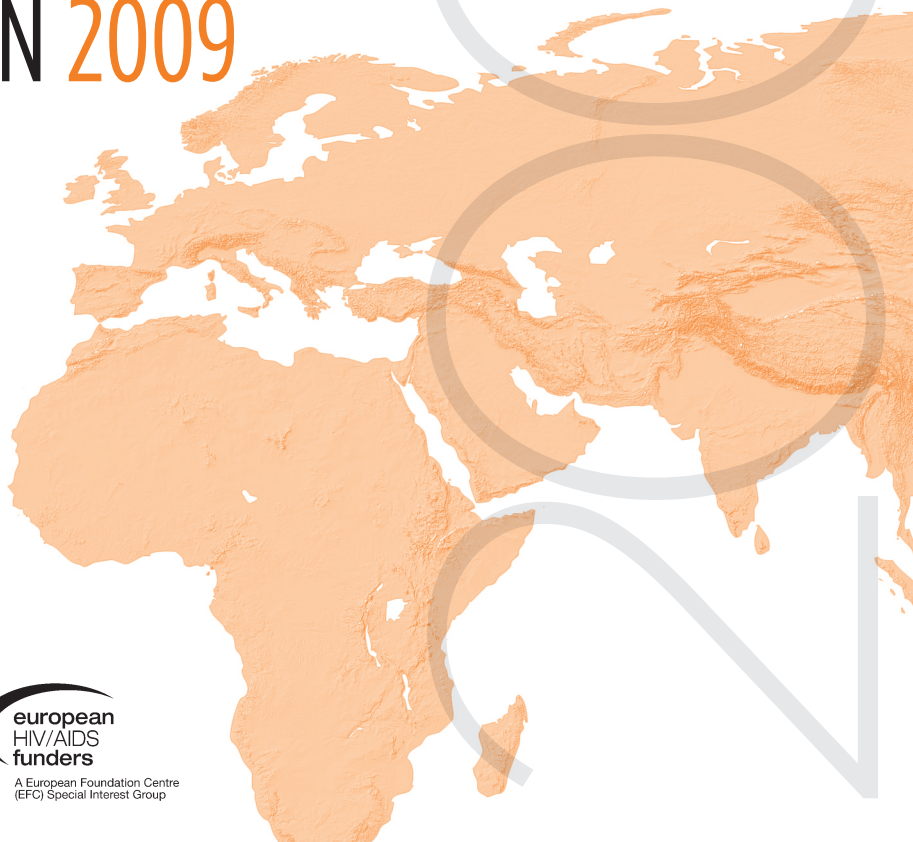 N 2009
european
HIV/AIDS
funders
A European Foundation Centre
(EFC) Special Interest Group